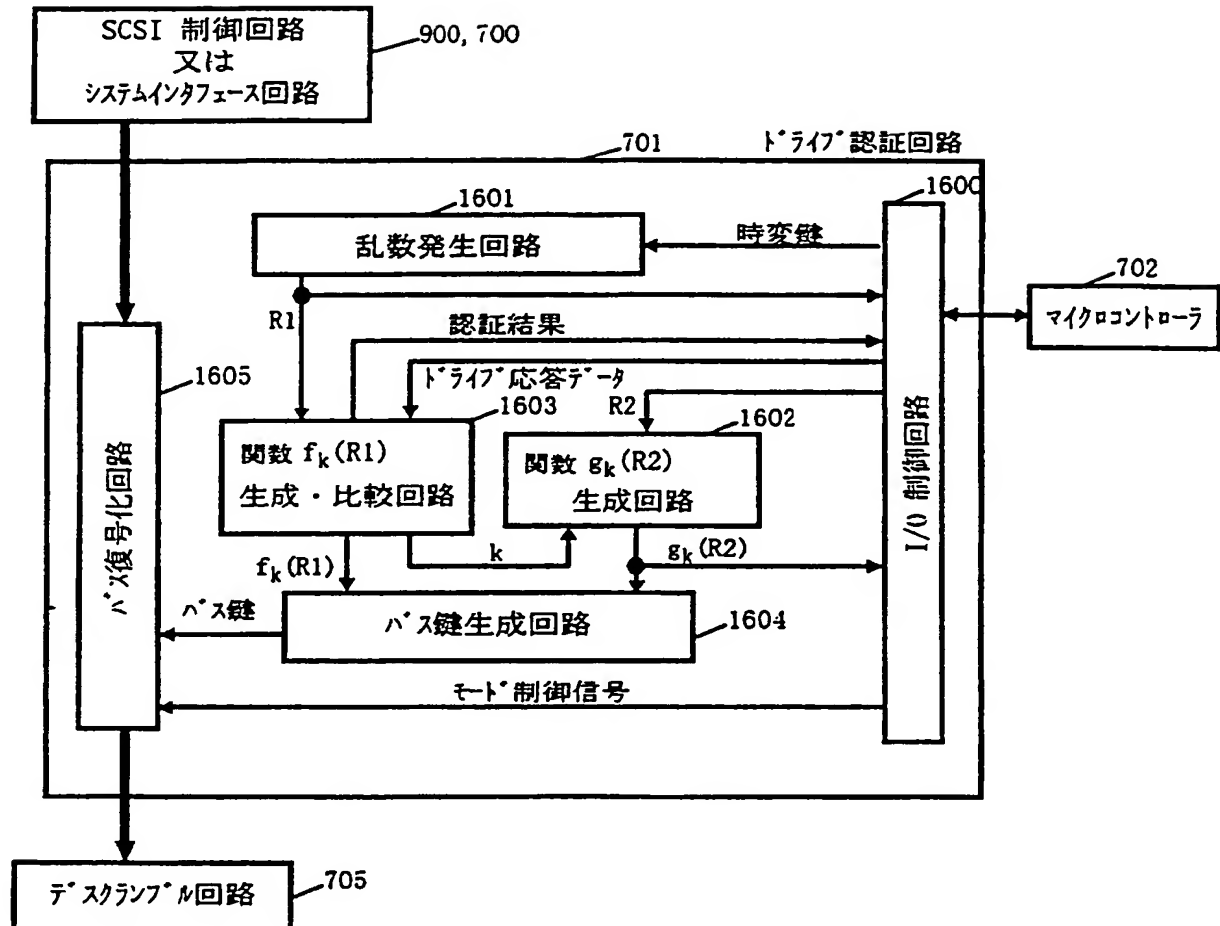 SCSI 制御回路
又は
システムインタフェース回路
900, 700
701
ドライブ認証回路
1600
1601
乱数発生回路
時変鍵
702
マイクロコントローラ
R1
認証結果
1605
ドライブ応答データ
R2
1603
1602
関数 fk(R1)
生成・比較回路
関数 gk(R2)
生成回路
I/O 制御回路
バス復号化回路
fk(R1)
k
gk(R2)
バス鍵
バス鍵生成回路
1604
モード制御信号
デスクランブル回路
705